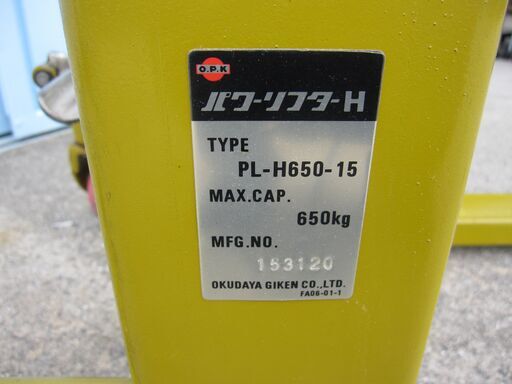 O.P.K
パワーリフターH
TYPE
PL-H650-15
MAX.CAP.
650kg
MFG.NO.
153120
OKUDAYA GIKEN CO.,LTD.
FA06-01-1